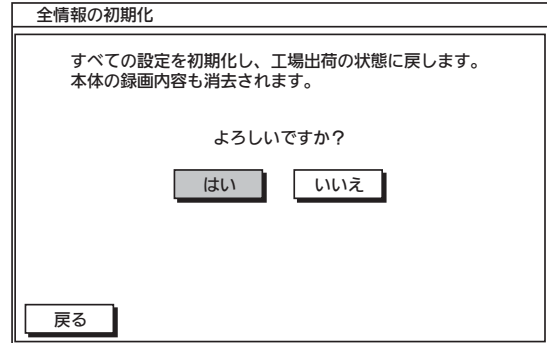 全情報の初期化
すべての設定を初期化し、工場出荷の状態に戻します。
本体の録画内容も消去されます。
よろしいですか？
はい いいえ
戻る